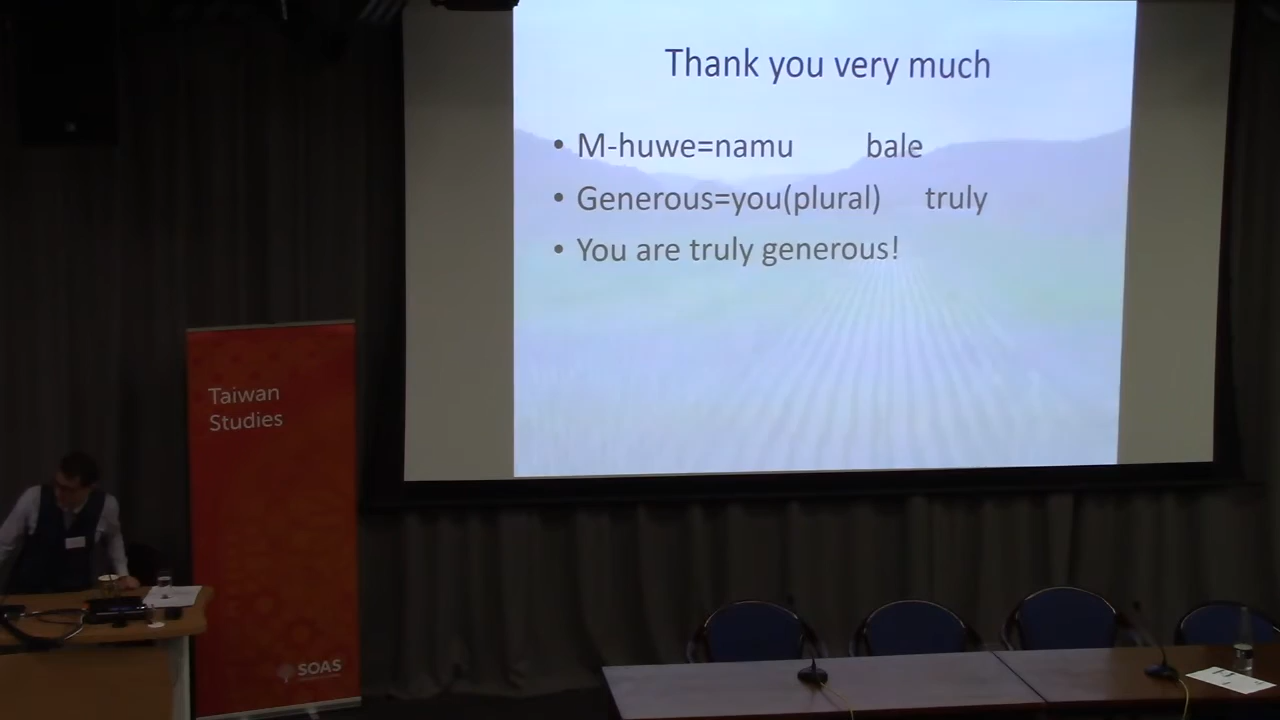 Thank you very much
• M-huwe=namu bale
• Generous=you(plural) truly
• You are truly generous!
Taiwan
Studies
SOAS